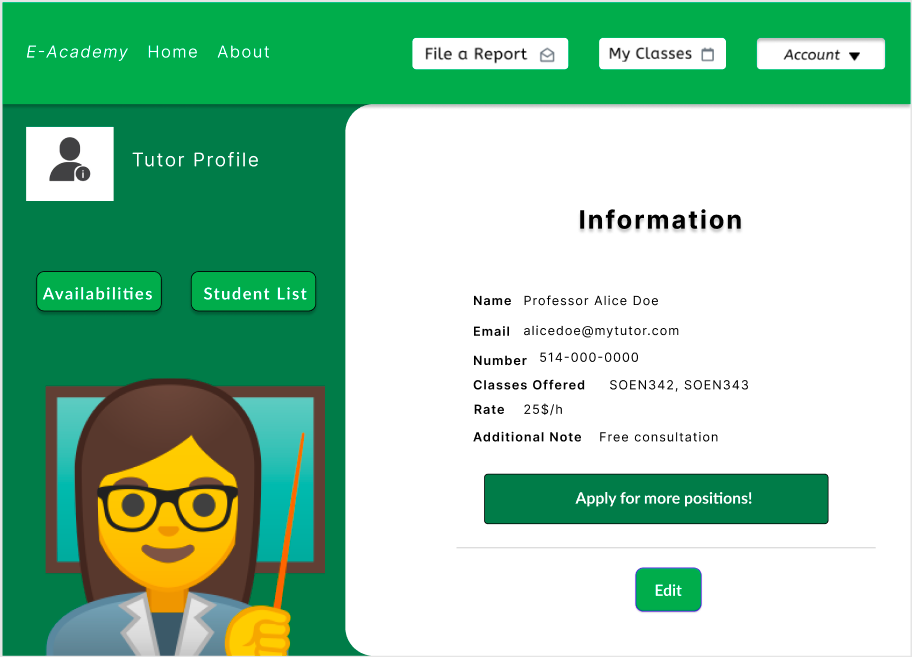 E-Academy Home About File a Report My Classes Account ▼
Tutor Profile
Availabilities Student List
Information
Name Professor Alice Doe
Email alicedoe@mytutor.com
Number 514-000-0000
Classes Offered SOEN342, SOEN343
Rate 25$/h
Additional Note Free consultation
Apply for more positions!
Edit